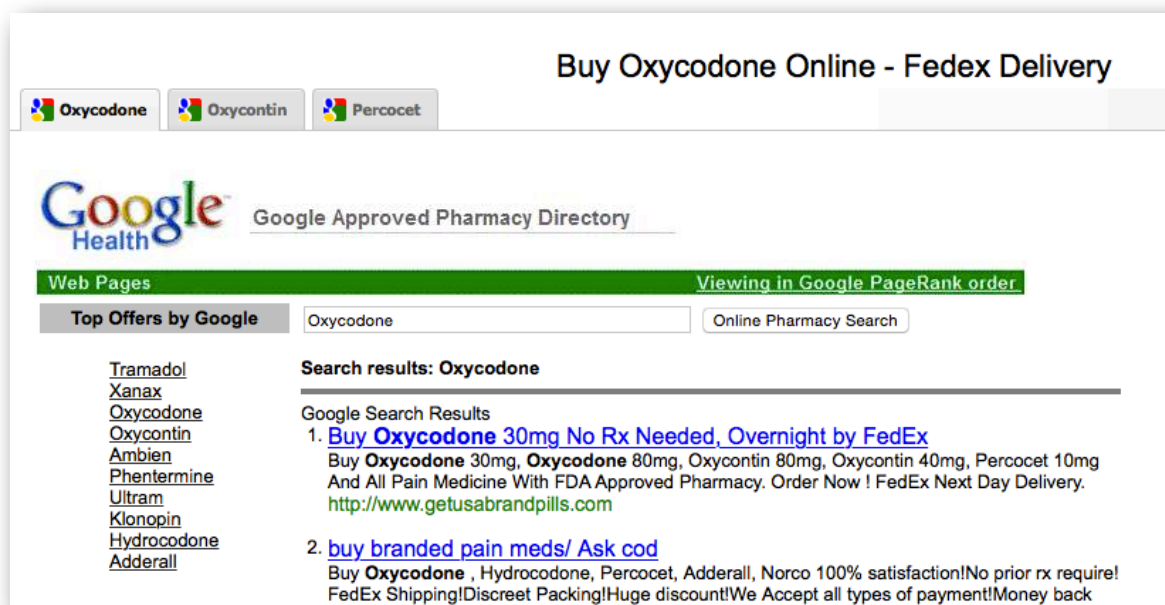 Buy Oxycodone Online - Fedex Delivery
Oxycodone Oxycontin Percocet
Google™
Health
Google Approved Pharmacy Directory
Web Pages Viewing in Google PageRank order
Top Offers by Google Oxycodone Online Pharmacy Search
Tramadol
Xanax
Oxycodone
Oxycontin
Ambien
Phentermine
Ultram
Klonopin
Hydrocodone
Adderall
Search results: Oxycodone
Google Search Results
1. Buy Oxycodone 30mg No Rx Needed, Overnight by FedEx
Buy Oxycodone 30mg, Oxycodone 80mg, Oxycontin 80mg, Oxycontin 40mg, Percocet 10mg
And All Pain Medicine With FDA Approved Pharmacy. Order Now ! FedEx Next Day Delivery.
http://www.getusabrandpills.com
2. buy branded pain meds/ Ask cod
Buy Oxycodone , Hydrocodone, Percocet, Adderall, Norco 100% satisfaction!No prior rx require!
FedEx Shipping!Discreet Packing!Huge discount!We Accept all types of payment!Money back